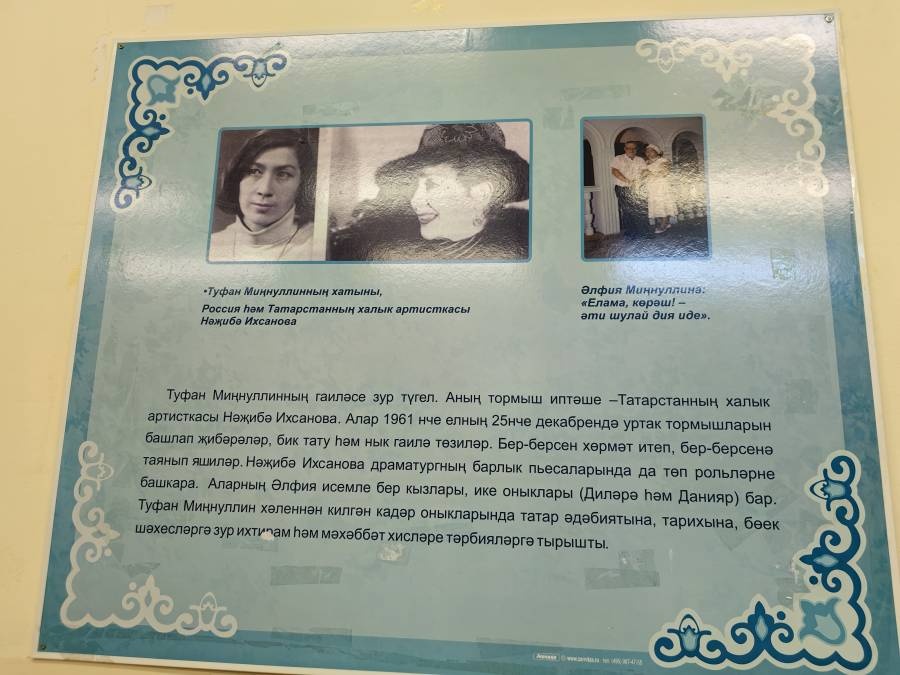 •Туфан Миңнуллинның хатыны,
Россия һәм Татарстанның халык артисткасы
Нәҗибә Ихсанова
Әлфия Миңнуллина:
«Елама, көрәш! –
әти шулай дия иде».
Туфан Миңнуллинның гаиләсе зур түгел. Аның тормыш иптәше –Татарстанның халык
артисткасы Нәҗибә Ихсанова. Алар 1961 нче елның 25нче декабрендә уртак тормышларын
башлап җибәрәләр, бик тату һәм нык гаилә төзиләр. Бер-берсен хөрмәт итеп, бер-берсенә
таянып яшиләр. Нәҗибә Ихсанова драматургның барлык пьесаларында да төп рольләрне
башкара. Аларның Әлфия исемле бер кызлары, ике оныклары (Диләрә һәм Данияр) бар.
Туфан Миңнуллин хәленнән килгән кадәр оныкларында татар әдәбиятына, тарихына, бөек
шәхесләргә зур ихтирам һәм мәхәббәт хисләре тәрбияләргә тырышты.